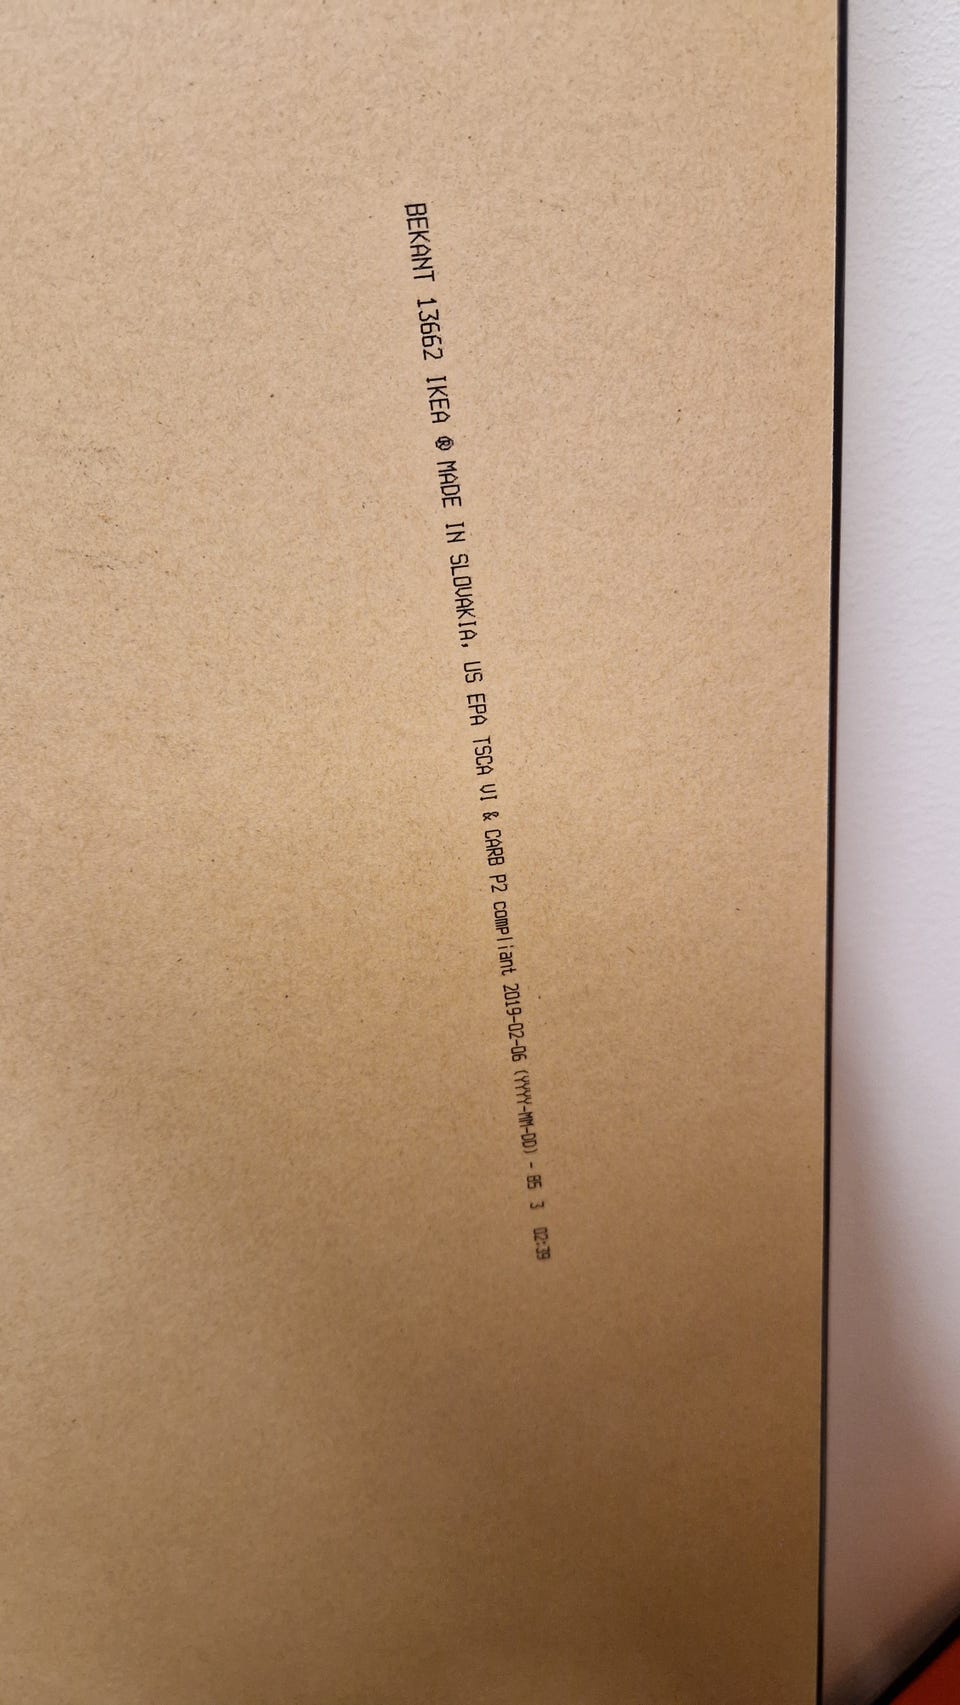 BEKANT 13662 IKEA ® MADE IN SLOVAKIA, US EPA TSCA VI & CARB P2 compliant 2019-02-06 (YYYY-MM-DD) - 85 3 02:39